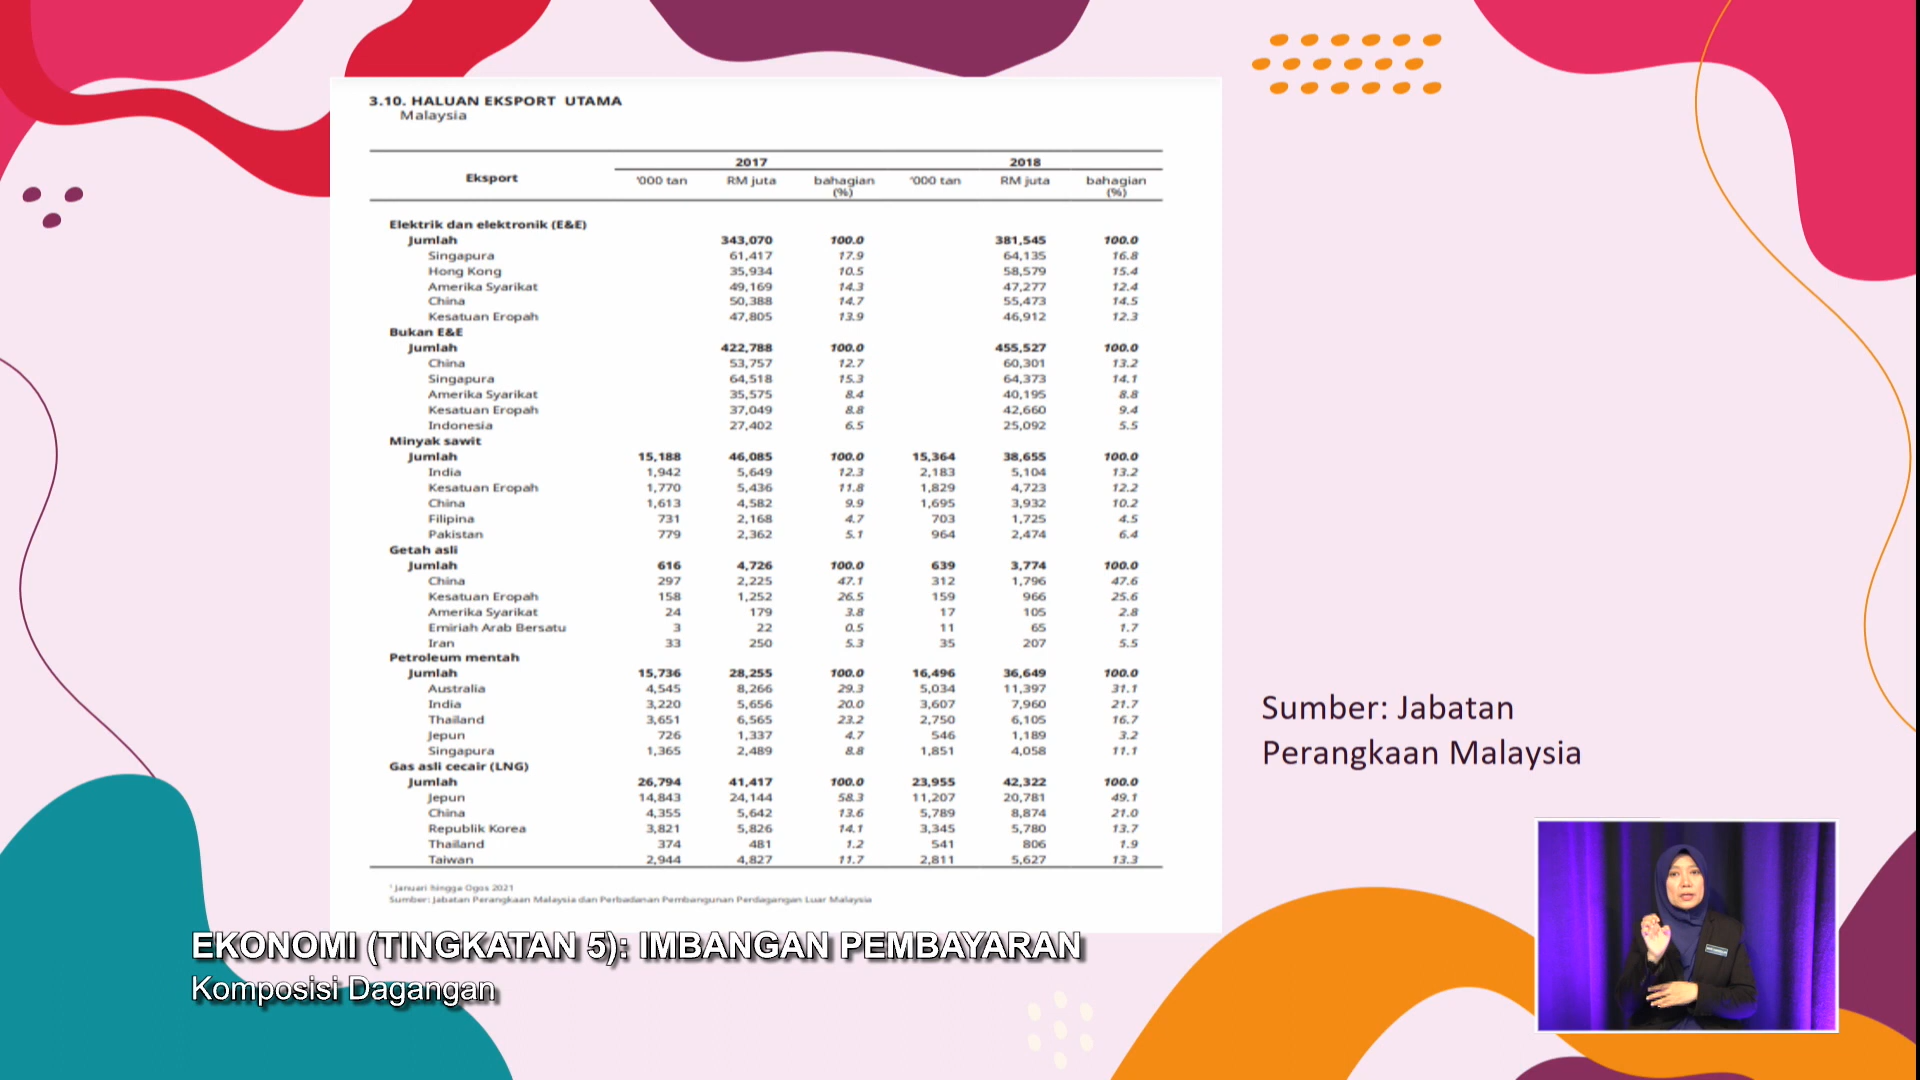 3.10. HALUAN EKSPORT UTAMA
Malaysia
2017 2018
Eksport '000 tan RM juta bahagian (%) '000 tan RM juta bahagian (%)
Elektrik dan elektronik (E&E)
Jumlah 343,070 100.0 381,545 100.0
Singapura 61,417 17.9 64,135 16.8
Hong Kong 35,934 10.5 58,579 15.4
Amerika Syarikat 49,169 14.3 47,277 12.4
China 50,388 14.7 55,473 14.5
Kesatuan Eropah 47,805 13.9 46,912 12.3
Bukan E&E
Jumlah 422,788 100.0 455,527 100.0
China 53,757 12.7 60,301 13.2
Singapura 64,518 15.3 64,373 14.1
Amerika Syarikat 35,575 8.4 40,195 8.8
Kesatuan Eropah 37,049 8.8 42,660 9.4
Indonesia 27,402 6.5 25,092 5.5
Minyak sawit
Jumlah 15,188 46,085 100.0 15,364 38,655 100.0
India 1,942 5,649 12.3 2,183 5,104 13.2
Kesatuan Eropah 1,770 5,436 11.8 1,829 4,723 12.2
China 1,613 4,582 9.9 1,695 3,932 10.2
Filipina 731 2,168 4.7 703 1,725 4.5
Pakistan 779 2,362 5.1 964 2,474 6.4
Getah asli
Jumlah 616 4,726 100.0 639 3,774 100.0
China 297 2,225 47.1 312 1,796 47.6
Kesatuan Eropah 158 1,252 26.5 159 966 25.6
Amerika Syarikat 24 179 3.8 17 105 2.8
Emiriah Arab Bersatu 3 22 0.5 11 65 1.7
Iran 33 250 5.3 35 207 5.5
Petroleum mentah
Jumlah 15,736 28,255 100.0 16,496 36,649 100.0
Australia 4,545 8,266 29.3 5,034 11,397 31.1
India 3,220 5,656 20.0 3,607 7,960 21.7
Thailand 3,651 6,565 23.2 2,750 6,105 16.7
Jepun 726 1,337 4.7 546 1,189 3.2
Singapura 1,365 2,489 8.8 1,851 4,058 11.1
Gas asli cecair (LNG)
Jumlah 26,794 41,417 100.0 23,955 42,322 100.0
Jepun 14,843 24,144 58.3 11,207 20,781 49.1
China 4,355 5,642 13.6 5,789 8,874 21.0
Republik Korea 3,821 5,826 14.1 3,345 5,780 13.7
Thailand 374 481 1.2 541 806 1.9
Taiwan 2,944 4,827 11.7 2,811 5,627 13.3
¹ Januari hingga Ogos 2021
Sumber: Jabatan Perangkaan Malaysia dan Perbadanan Pembangunan Perdagangan Luar Malaysia
Sumber: Jabatan
Perangkaan Malaysia
EKONOMI (TINGKATAN 5): IMBANGAN PEMBAYARAN
Komposisi Dagangan